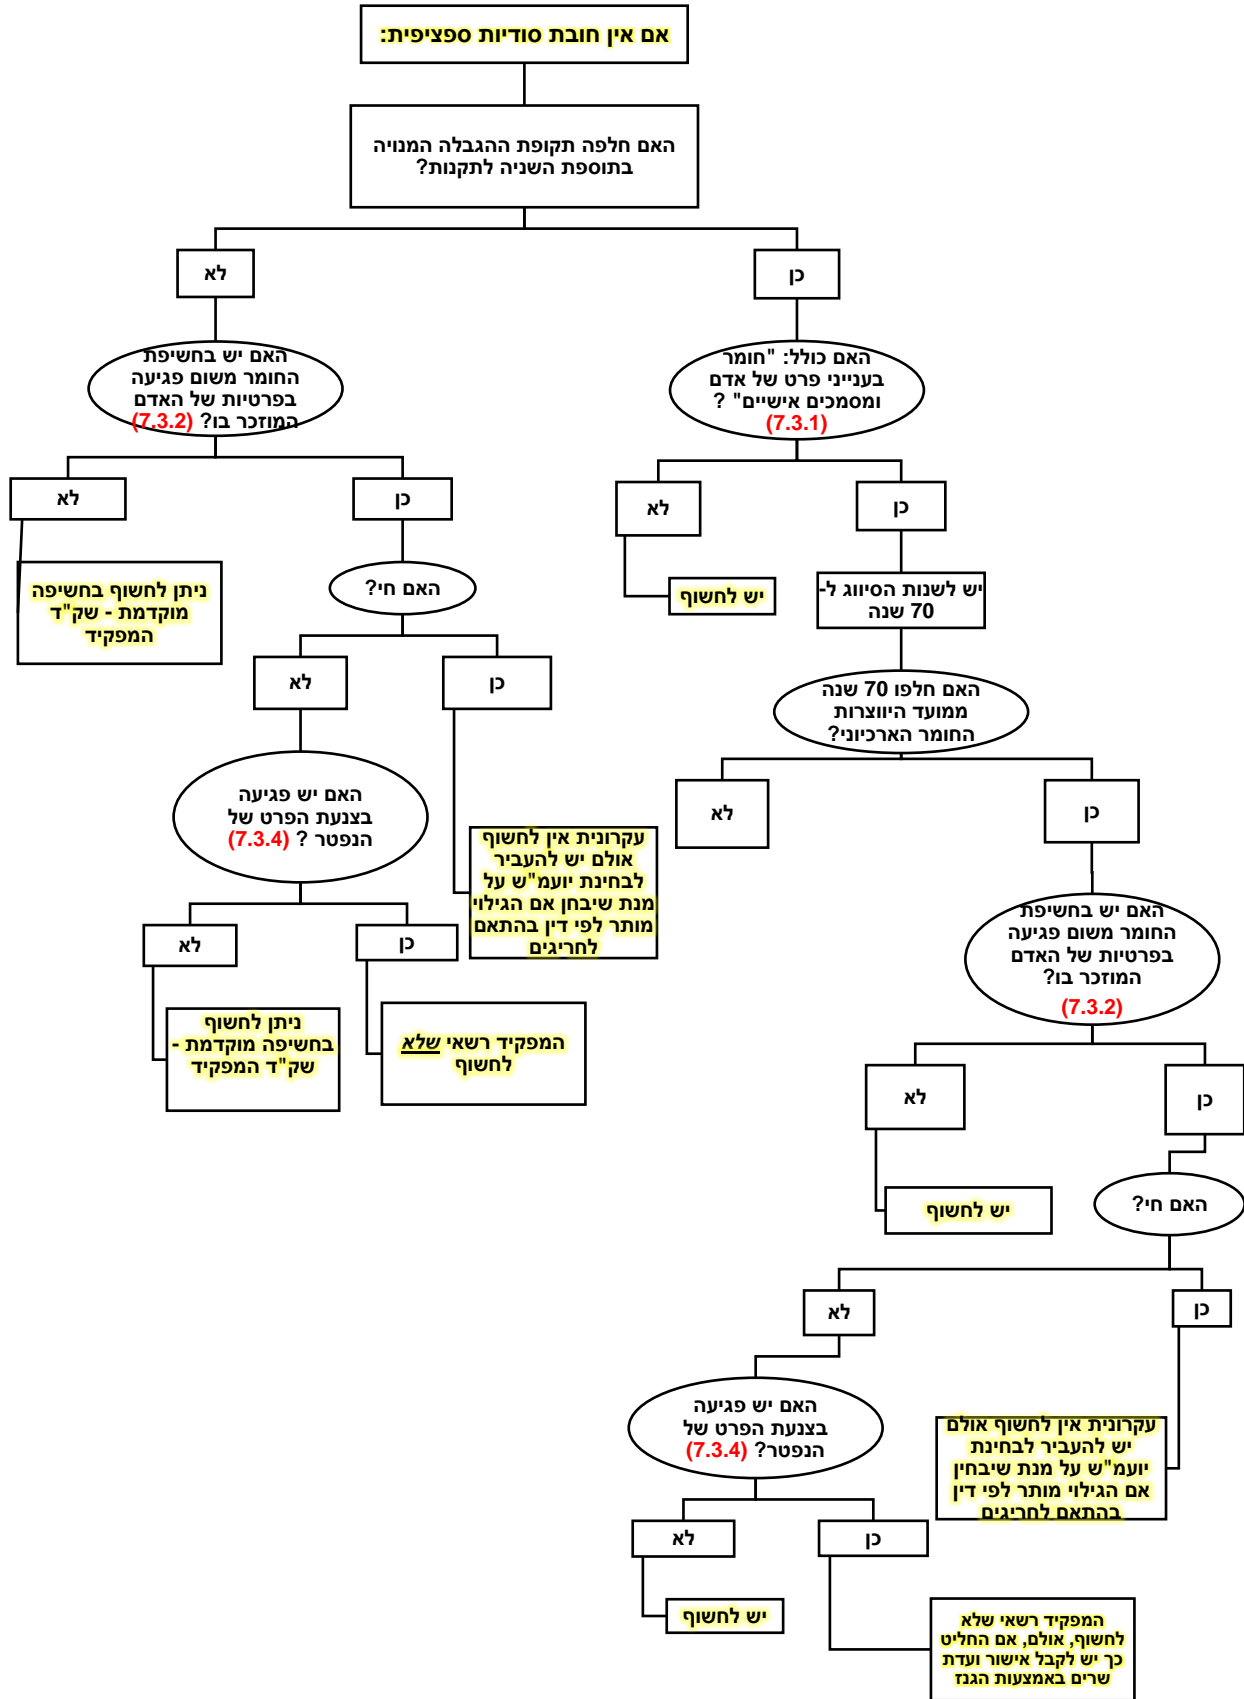 אם אין חובת סודיות ספציפית:
האם חלפה תקופת ההגבלה המנויה
בתוספת השניה לתקנות?
כן
לא
האם כולל: "חומר
בענייני פרט של אדם
ומסמכים אישיים" ?
(7.3.1)
האם יש בחשיפת
החומר משום פגיעה
בפרטיות של האדם
המוזכר בו? (7.3.2)
כן
לא
כן
לא
יש לשנות הסיווג ל-
70 שנה
יש לחשוף
האם חי?
ניתן לחשוף בחשיפה
מוקדמת - שק"ד
המפקיד
האם חלפו 70 שנה
ממועד היווצרות
החומר הארכיוני?
כן
לא
כן
לא
האם יש פגיעה
בצנעת הפרט של
הנפטר ? (7.3.4)
עקרונית אין לחשוף
אולם יש להעביר
לבחינת יועמ"ש על
מנת שיבחן אם הגילוי
מותר לפי דין בהתאם
לחריגים
האם יש בחשיפת
החומר משום פגיעה
בפרטיות של האדם
המוזכר בו?
(7.3.2)
כן
לא
המפקיד רשאי שלא
לחשוף
ניתן לחשוף
בחשיפה מוקדמת -
שק"ד המפקיד
כן
לא
האם חי?
יש לחשוף
כן
לא
האם יש פגיעה
בצנעת הפרט של
הנפטר? (7.3.4)
עקרונית אין לחשוף אולם
יש להעביר לבחינת
יועמ"ש על מנת שיבחין
אם הגילוי מותר לפי דין
בהתאם לחריגים
כן
לא
יש לחשוף
המפקיד רשאי שלא
לחשוף, אולם, אם החליט
כך יש לקבל אישור ועדת
שרים באמצעות הגנז